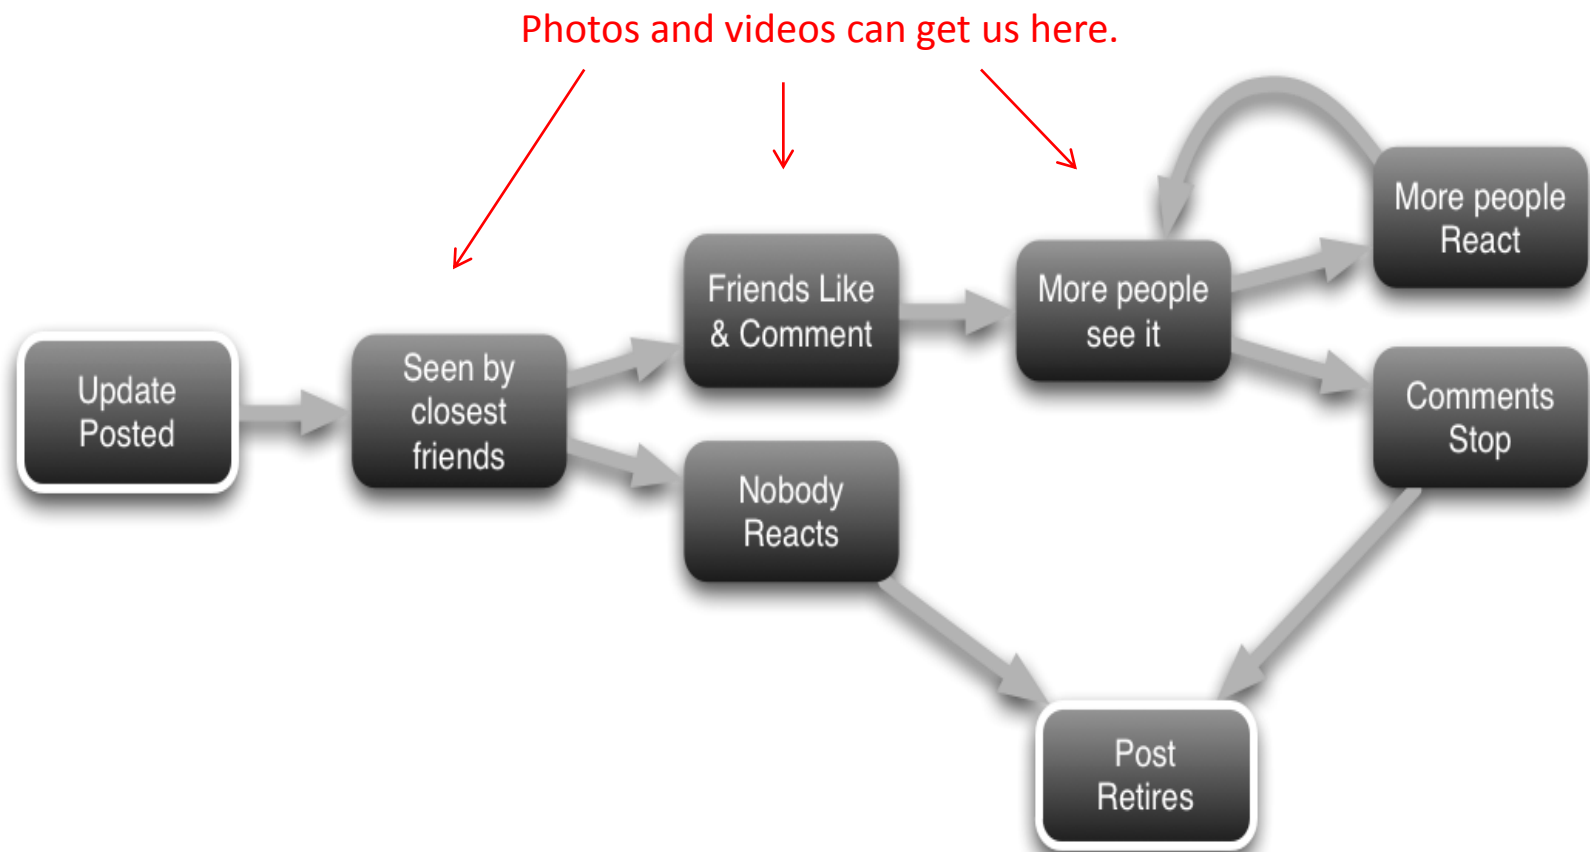 Photos and videos can get us here.
Update
Posted
Seen by
closest
friends
Friends Like
& Comment
Nobody
Reacts
More people
see it
More people
React
Comments
Stop
Post
Retires